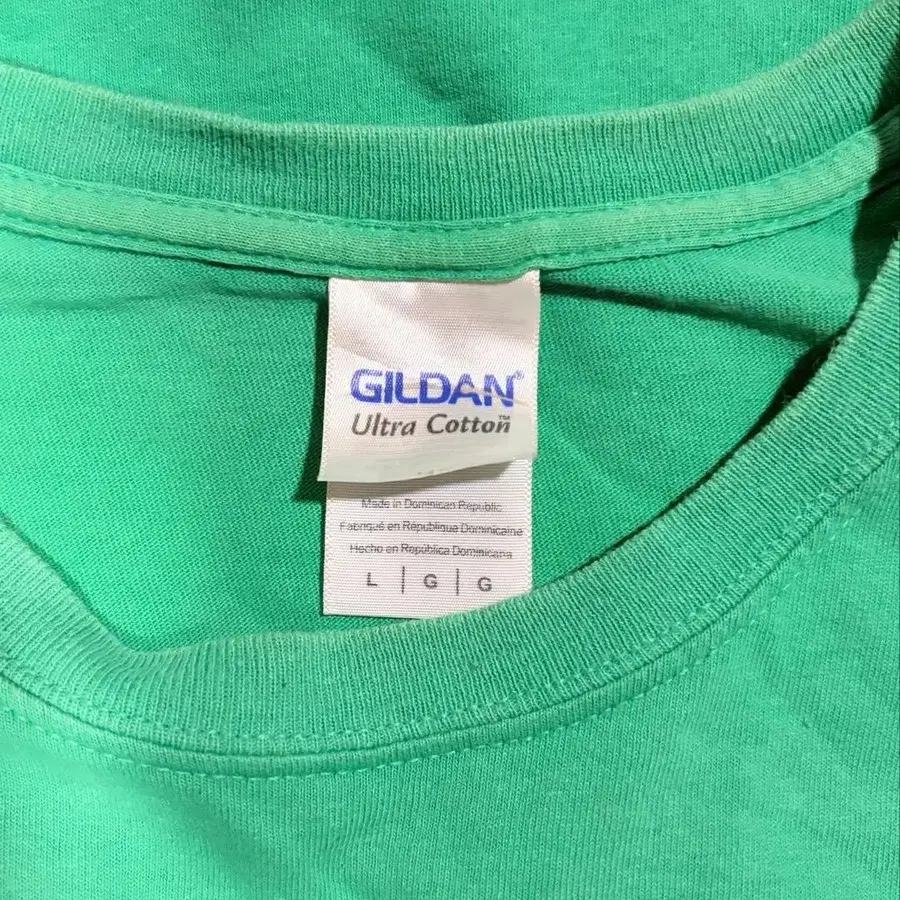 GILDAN®
Ultra Cotton™
Made in Dominican Republic
Fabriqué en République Dominicaine
Hecho en República Dominicana
L | G | G